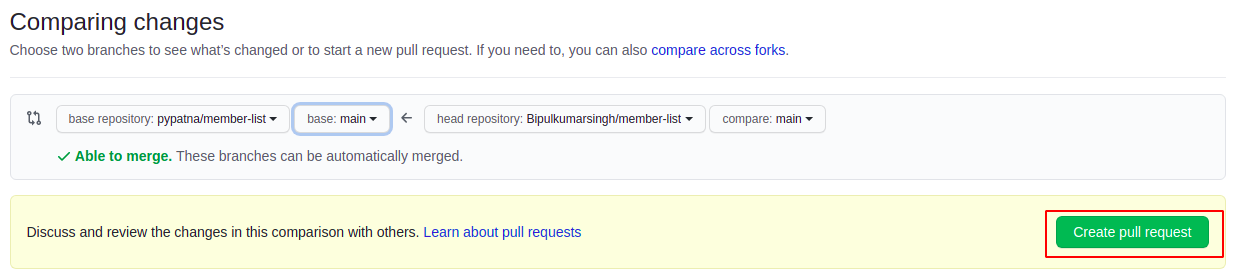 Comparing changes
Choose two branches to see what's changed or to start a new pull request. If you need to, you can also compare across forks.
base repository: pypatna/member-list base: main head repository: Bipulkumarsingh/member-list compare: main
Able to merge. These branches can be automatically merged.
Discuss and review the changes in this comparison with others. Learn about pull requests Create pull request